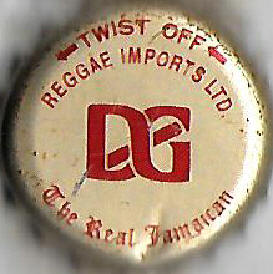 TWIST OFF
REGGAE IMPORTS LTD.
DG
The Real Jamaican